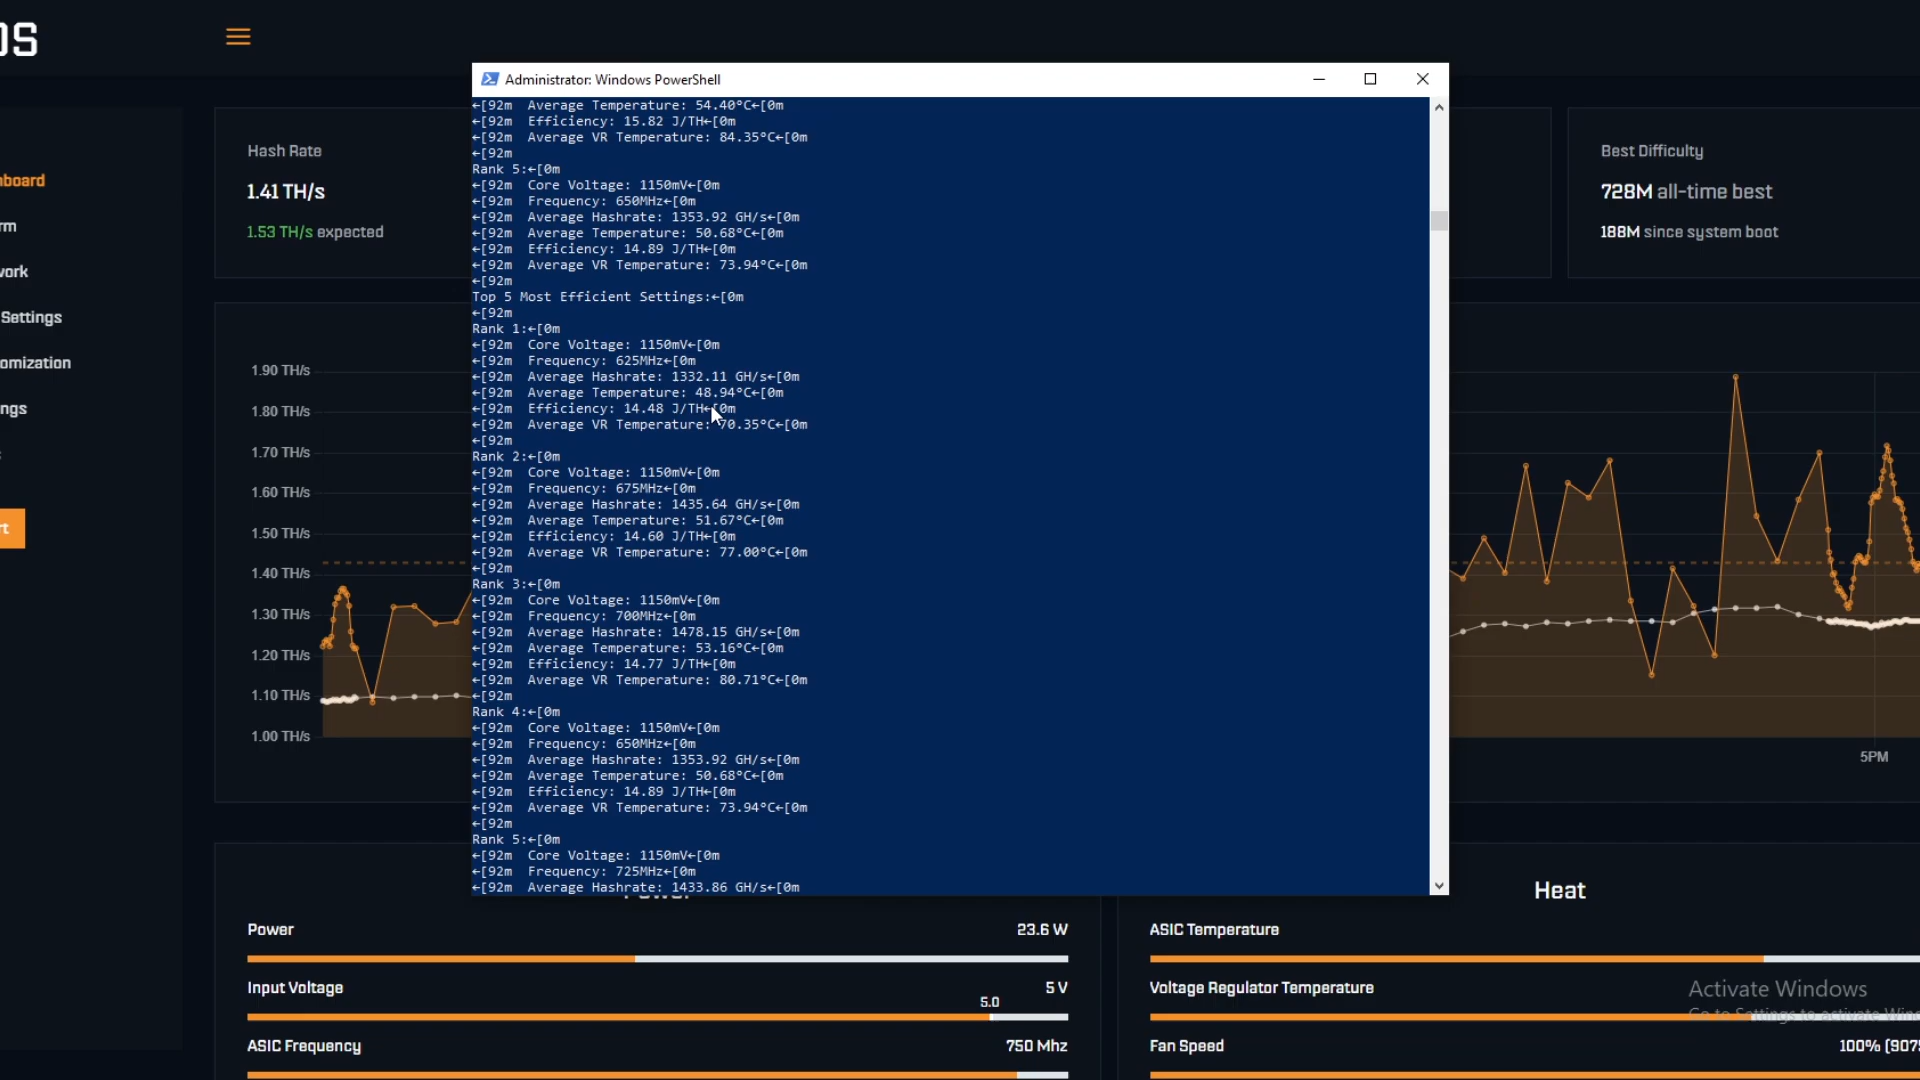 OS
Administrator: Windows PowerShell
board
rm
work
Settings
omization
ngs
rt
Hash Rate
1.41 TH/s
1.53 TH/s expected
Best Difficulty
728M all-time best
188M since system boot
←[92m  Average Temperature: 54.40°C←[0m
←[92m  Efficiency: 15.82 J/TH←[0m
←[92m  Average VR Temperature: 84.35°C←[0m
←[92m
Rank 5:←[0m
←[92m  Core Voltage: 1150mV←[0m
←[92m  Frequency: 650MHz←[0m
←[92m  Average Hashrate: 1353.92 GH/s←[0m
←[92m  Average Temperature: 50.68°C←[0m
←[92m  Efficiency: 14.89 J/TH←[0m
←[92m  Average VR Temperature: 73.94°C←[0m
←[92m
Top 5 Most Efficient Settings:←[0m
←[92m
Rank 1:←[0m
←[92m  Core Voltage: 1150mV←[0m
←[92m  Frequency: 625MHz←[0m
←[92m  Average Hashrate: 1332.11 GH/s←[0m
←[92m  Average Temperature: 48.94°C←[0m
←[92m  Efficiency: 14.48 J/TH←[0m
←[92m  Average VR Temperature: 70.35°C←[0m
←[92m
Rank 2:←[0m
←[92m  Core Voltage: 1150mV←[0m
←[92m  Frequency: 675MHz←[0m
←[92m  Average Hashrate: 1435.64 GH/s←[0m
←[92m  Average Temperature: 51.67°C←[0m
←[92m  Efficiency: 14.60 J/TH←[0m
←[92m  Average VR Temperature: 77.00°C←[0m
←[92m
Rank 3:←[0m
←[92m  Core Voltage: 1150mV←[0m
←[92m  Frequency: 700MHz←[0m
←[92m  Average Hashrate: 1478.15 GH/s←[0m
←[92m  Average Temperature: 53.16°C←[0m
←[92m  Efficiency: 14.77 J/TH←[0m
←[92m  Average VR Temperature: 80.71°C←[0m
←[92m
Rank 4:←[0m
←[92m  Core Voltage: 1150mV←[0m
←[92m  Frequency: 650MHz←[0m
←[92m  Average Hashrate: 1353.92 GH/s←[0m
←[92m  Average Temperature: 50.68°C←[0m
←[92m  Efficiency: 14.89 J/TH←[0m
←[92m  Average VR Temperature: 73.94°C←[0m
←[92m
Rank 5:←[0m
←[92m  Core Voltage: 1150mV←[0m
←[92m  Frequency: 725MHz←[0m
←[92m  Average Hashrate: 1433.86 GH/s←[0m
1.90 TH/s
1.80 TH/s
1.70 TH/s
1.60 TH/s
1.50 TH/s
1.40 TH/s
1.30 TH/s
1.20 TH/s
1.10 TH/s
1.00 TH/s
5PM
Power
Power 23.6 W
Input Voltage 5 V
5.0
ASIC Frequency 750 Mhz
Heat
ASIC Temperature
Voltage Regulator Temperature
Fan Speed 100% (907
Activate Windows
Go to Settings to activate Win